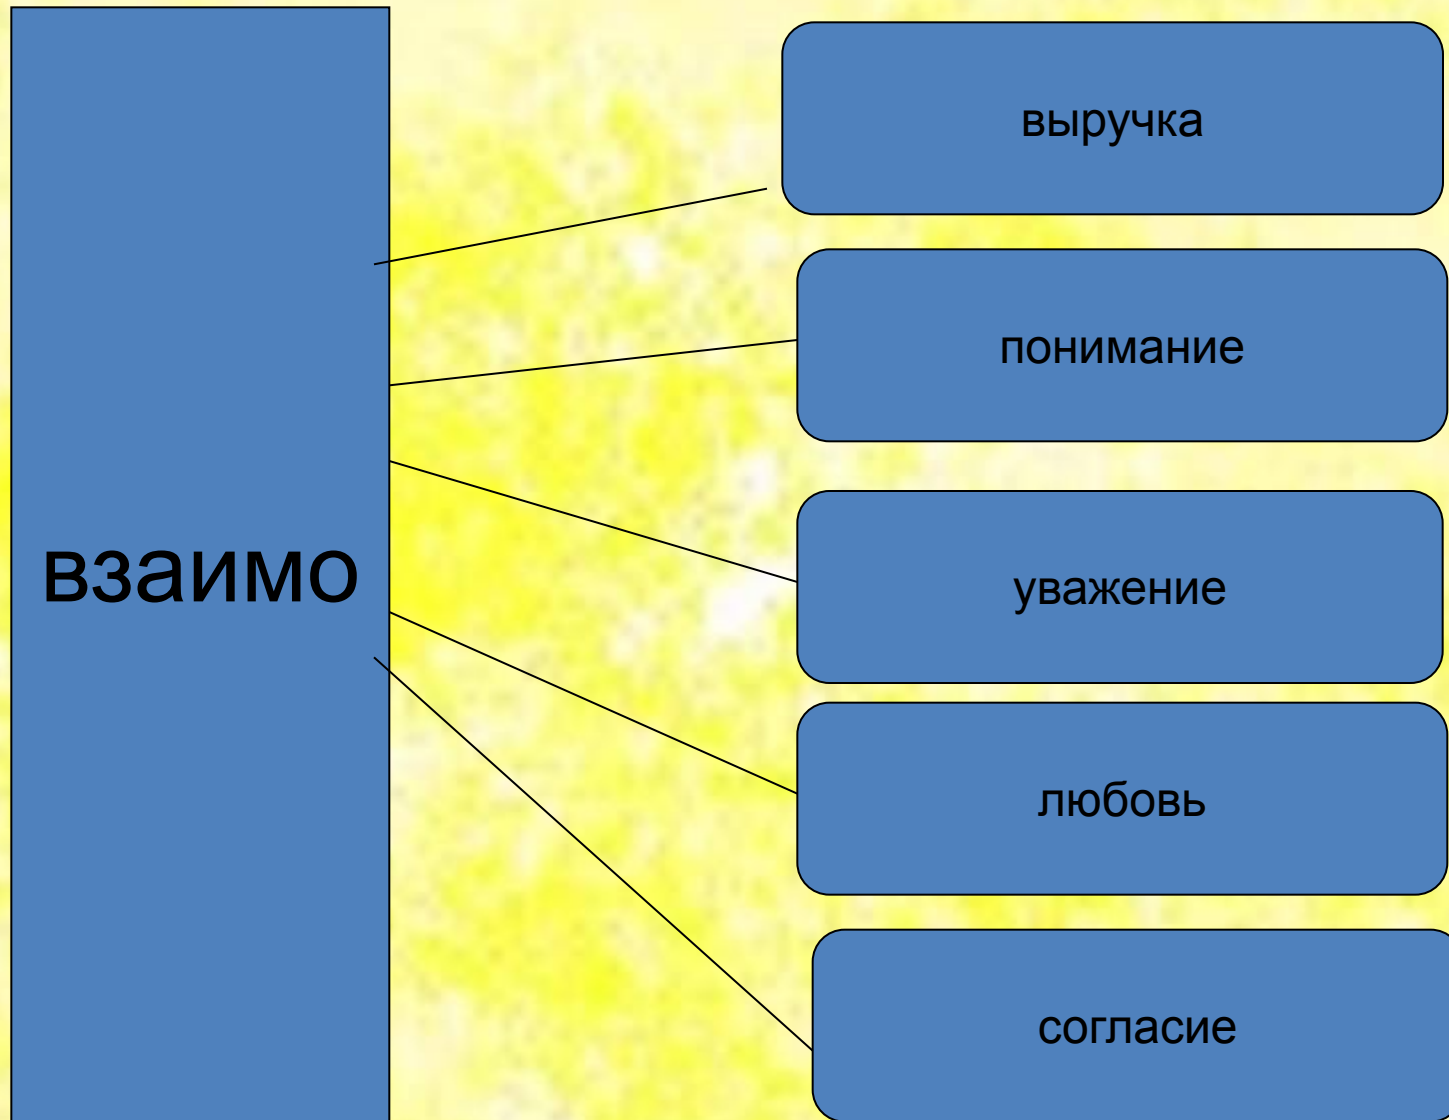 взаимо
выручка
понимание
уважение
любовь
согласие